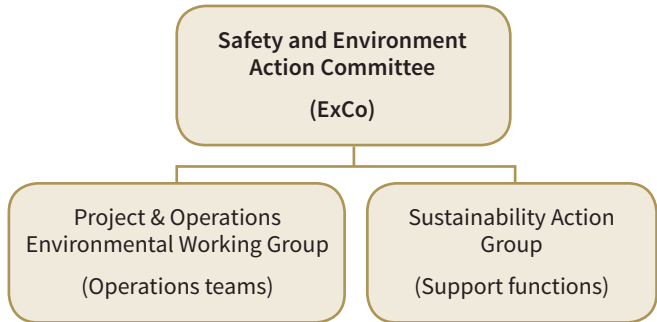 Safety and Environment
Action Committee
(ExCo)
Project & Operations
Environmental Working Group
(Operations teams)
Sustainability Action
Group
(Support functions)